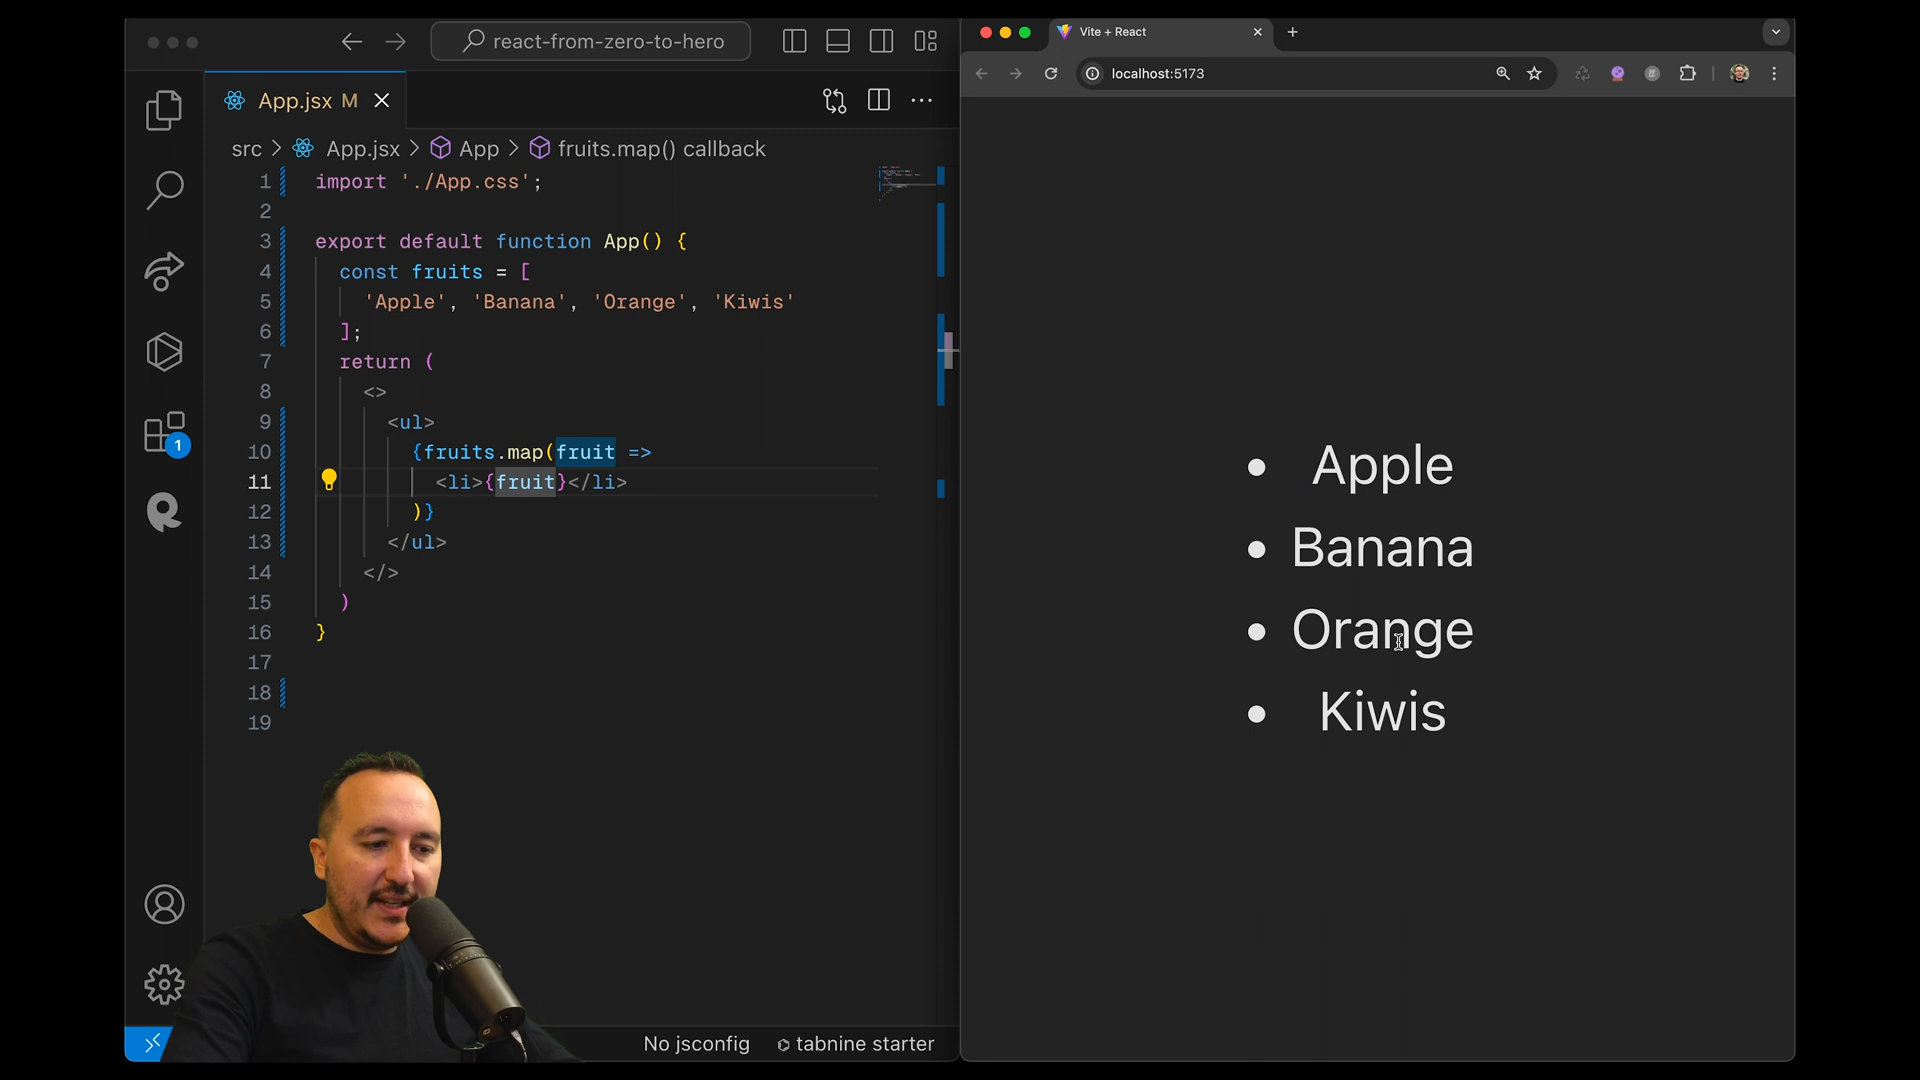 react-from-zero-to-hero
Vite + React
localhost:5173
App.jsx M
src > App.jsx > App > fruits.map() callback
1 import './App.css';
2
3 export default function App() {
4 const fruits = [
5 'Apple', 'Banana', 'Orange', 'Kiwis'
6 ];
7 return (
8 <>
9 <ul>
10 {fruits.map(fruit =>
11 <li>{fruit}</li>
12 )}
13 </ul>
14 </>
15 )
16 }
17
18
19
1
No jsconfig
tabnine starter
Apple
Banana
Orange
Kiwis